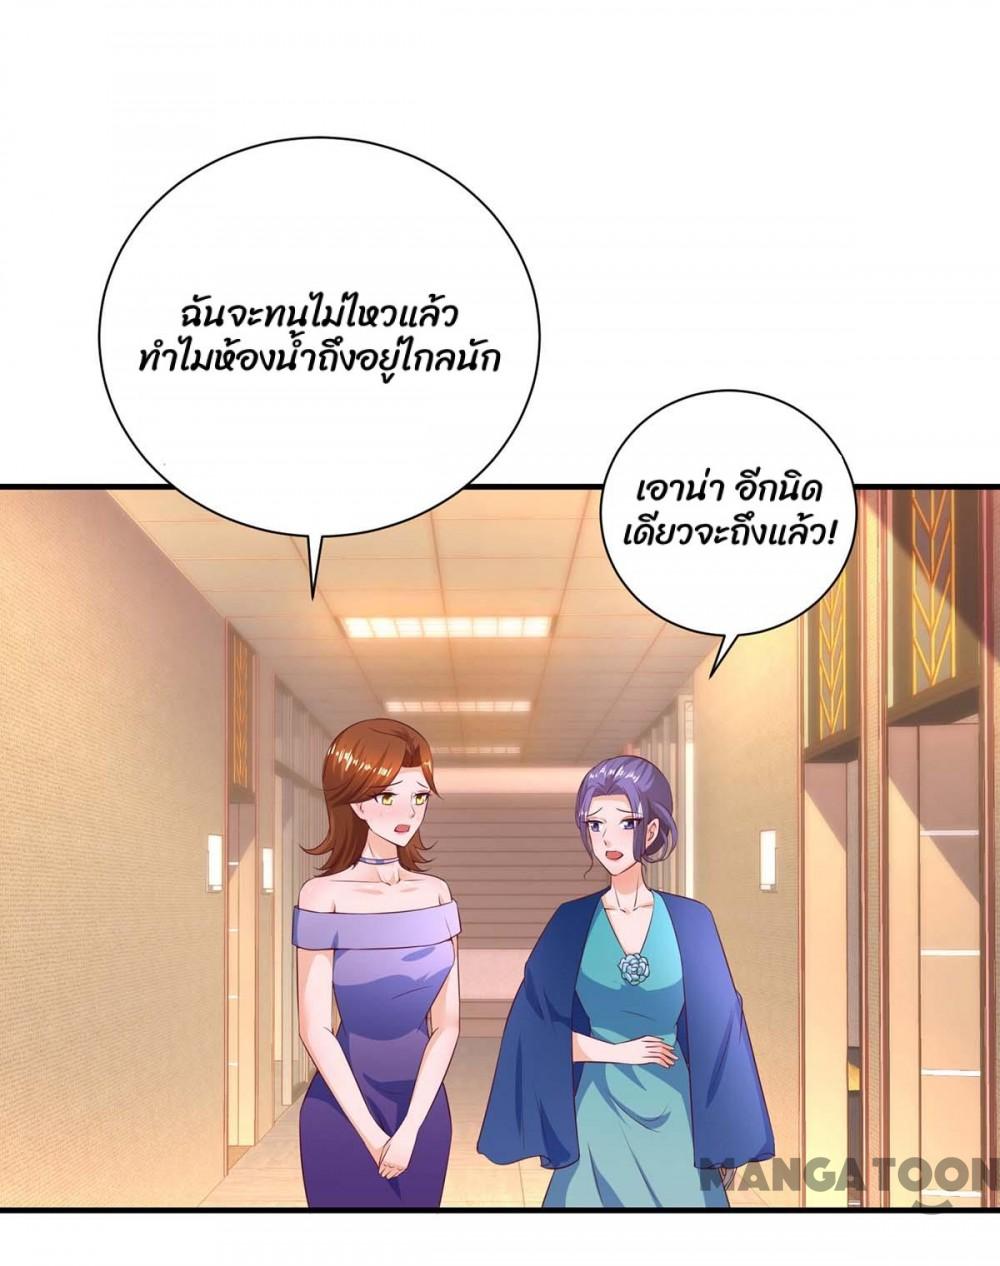 ฉันจะทนไม่ไหวแล้ว
ทำไมห้องน้ำถึงอยู่ไกลนัก
เอาน่า อีกนิด
เดียวจะถึงแล้ว!
MANGATOON